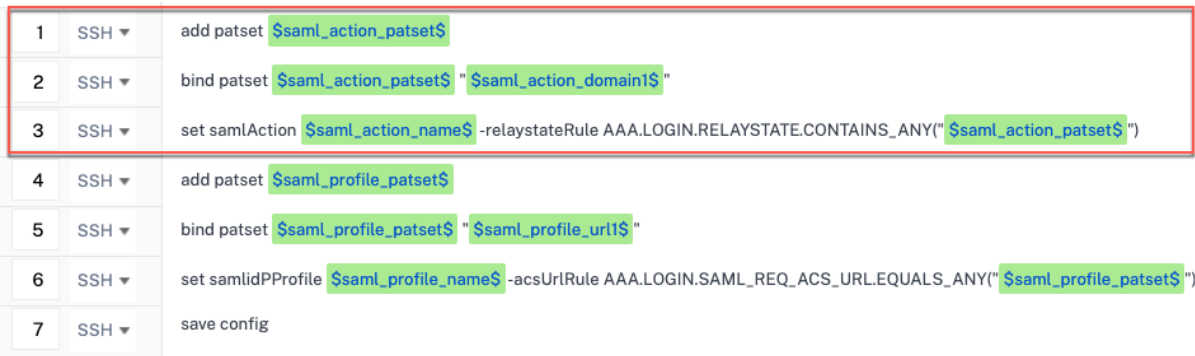 1 SSH add patset $saml_action_patset$
2 SSH bind patset $saml_action_patset$ "$saml_action_domain1$"
3 SSH set samlAction $saml_action_name$ -relaystateRule AAA.LOGIN.RELAYSTATE.CONTAINS_ANY("$saml_action_patset$")
4 SSH add patset $saml_profile_patset$
5 SSH bind patset $saml_profile_patset$ "$saml_profile_url1$"
6 SSH set samlidPProfile $saml_profile_name$ -acsUrlRule AAA.LOGIN.SAML_REQ_ACS_URL.EQUALS_ANY("$saml_profile_patset$")
7 SSH save config